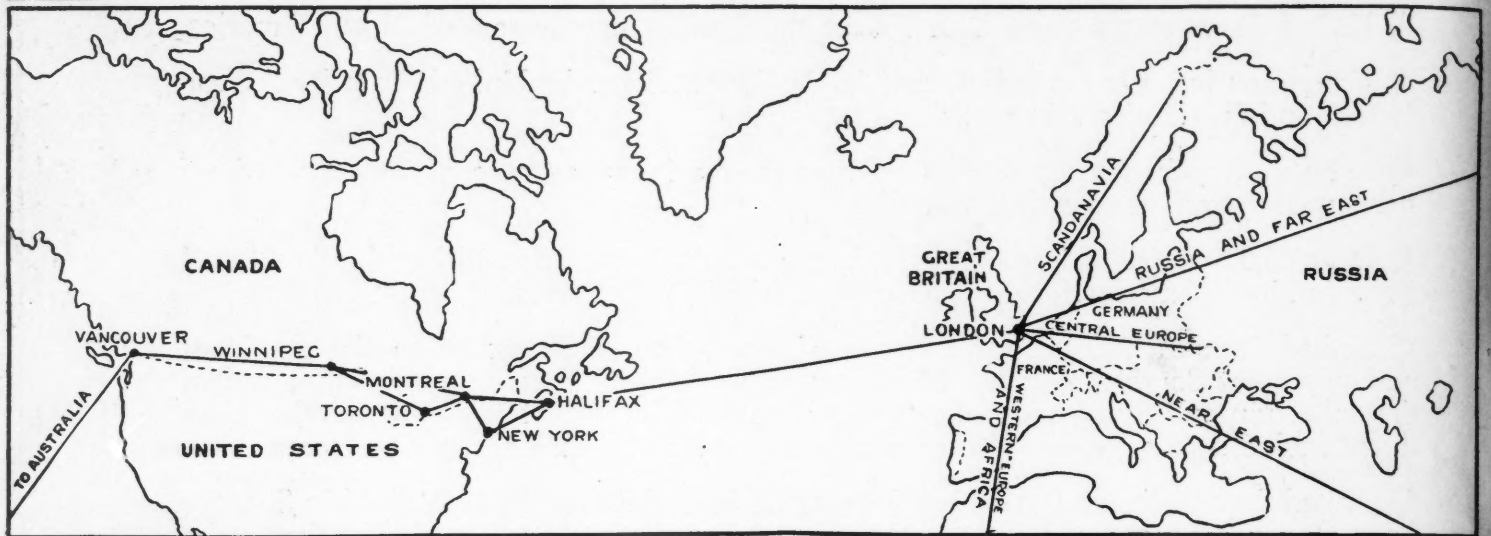 SCANDANAVIA
RUSSIA AND FAR EAST
GREAT
BRITAIN
CANADA
RUSSIA
GERMANY
LONDON
CENTRAL EUROPE
VANCOUVER
WINNIPEG
FRANCE
MONTREAL
TORONTO
HALIFAX
NEW YORK
WESTERN EUROPE
AND AFRICA
NEAR EAST
TO AUSTRALIA
UNITED STATES